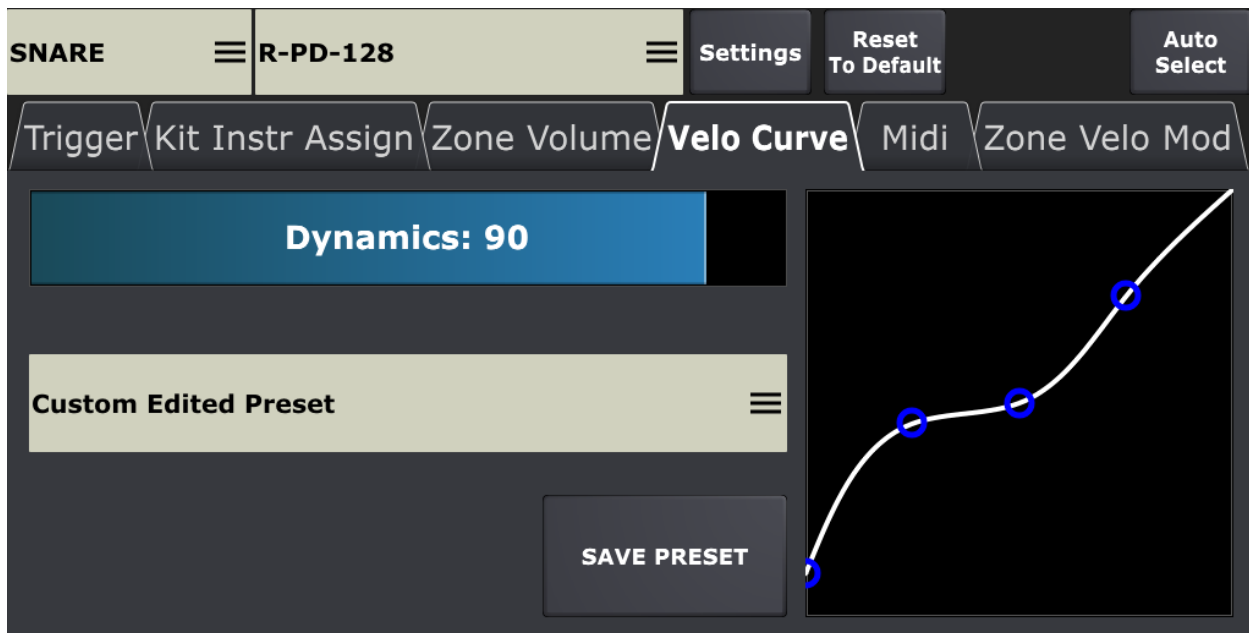 SNARE
R-PD-128
Settings
Reset
To Default
Auto
Select
Trigger
Kit Instr Assign
Zone Volume
Velo Curve
Midi
Zone Velo Mod
Dynamics: 90
Custom Edited Preset
SAVE PRESET